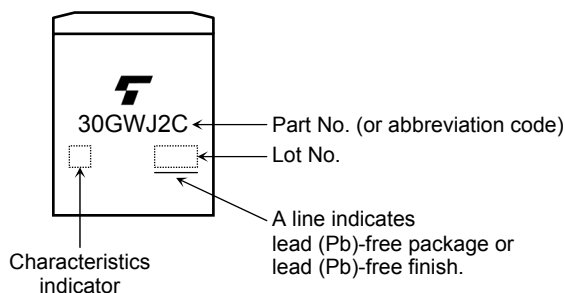 30GWJ2C
Part No. (or abbreviation code)
Lot No.
A line indicates
lead (Pb)-free package or
lead (Pb)-free finish.
Characteristics
indicator